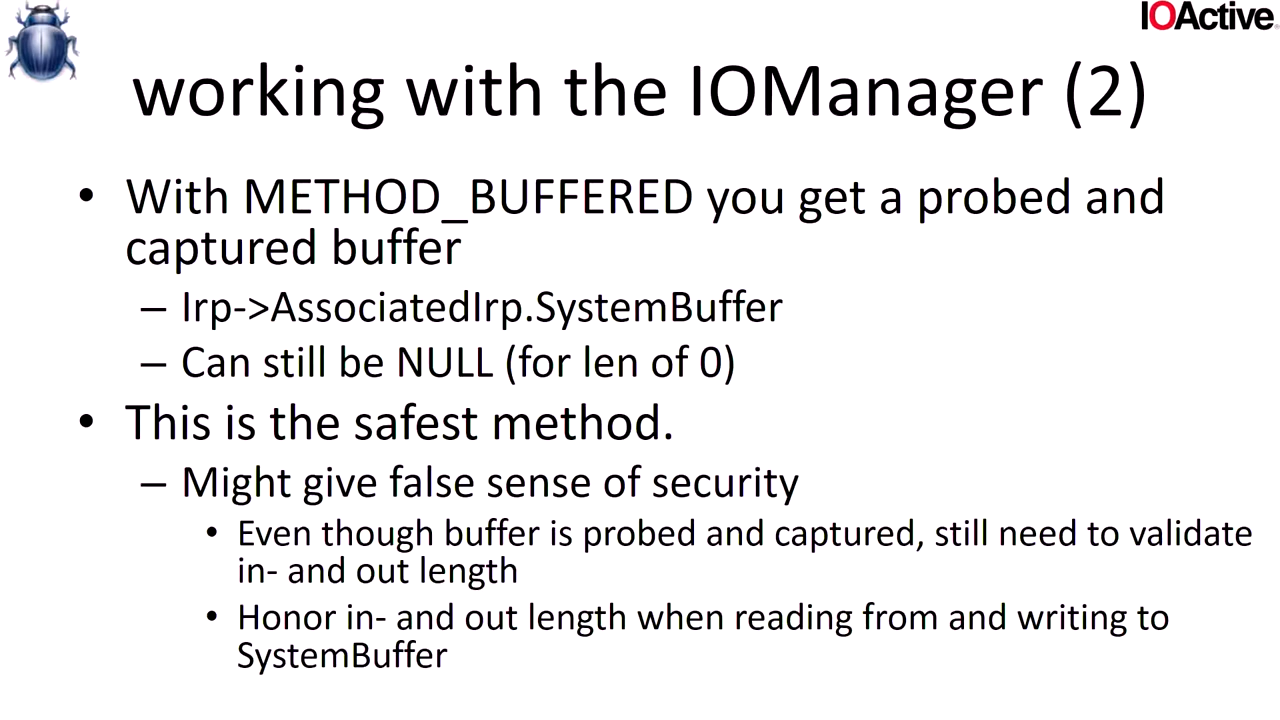 IOActive
working with the IOManager (2)
• With METHOD_BUFFERED you get a probed and
captured buffer
– Irp->AssociatedIrp.SystemBuffer
– Can still be NULL (for len of 0)
• This is the safest method.
– Might give false sense of security
• Even though buffer is probed and captured, still need to validate
in- and out length
• Honor in- and out length when reading from and writing to
SystemBuffer